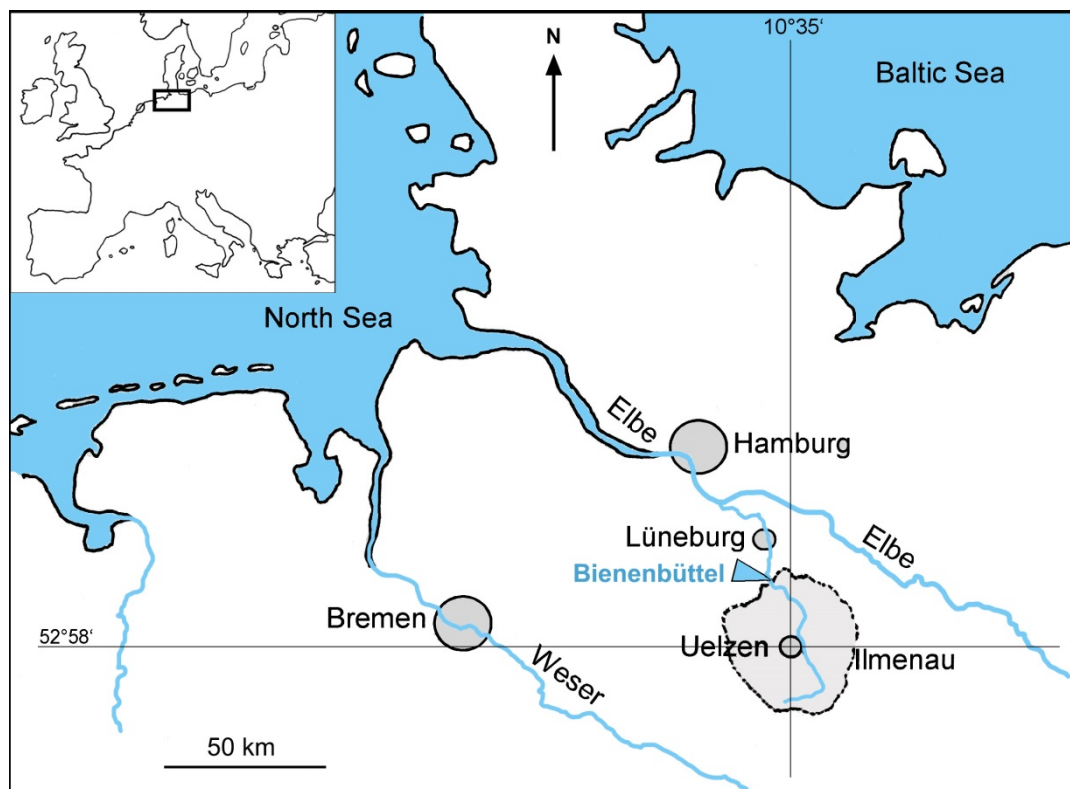 10°35‘
N
Baltic Sea
North Sea
Elbe
Hamburg
Lüneburg
Elbe
Bienenbüttel
Bremen
52°58‘
Uelzen
Ilmenau
Weser
50 km